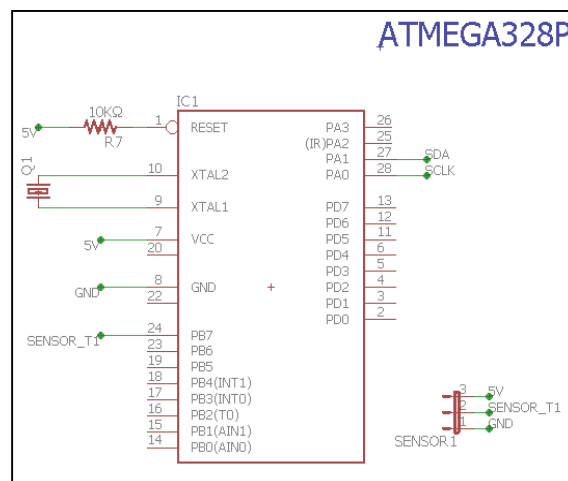 ATMEGA328P
IC1
10KΩ
5V
R7
1
RESET
Q1
10
XTAL2
9
XTAL1
5V
7
VCC
20
GND
8
GND
22
SENSOR_T1
24
PB7
23
PB6
19
PB5
18
PB4(INT1)
17
PB3(INT0)
16
PB2(T0)
15
PB1(AIN1)
14
PB0(AIN0)
PA3
26
(IR)PA2
25
PA1
27
SDA
PA0
28
SCLK
PD7
13
PD6
12
PD5
11
PD4
6
PD3
5
PD2
4
PD1
3
PD0
2
3
5V
2
SENSOR_T1
1
GND
SENSOR1